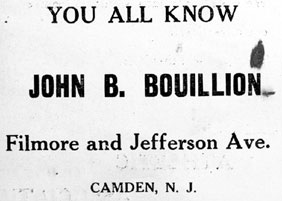 YOU ALL KNOW
JOHN B. BOUILLION
Filmore and Jefferson Ave.
CAMDEN, N. J.